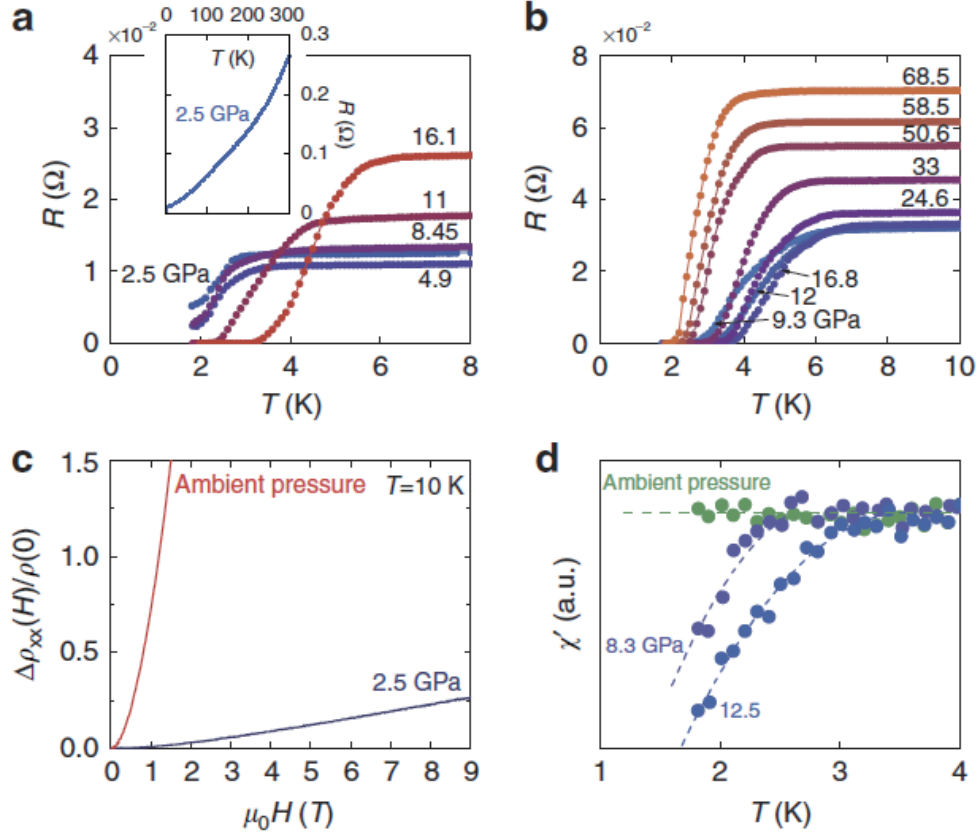 a
×10⁻²
4
3
2
1
0
R (Ω)
0 2 4 6 8
T (K)
0 100 200 300
T (K)
0.3
0.2
0.1
0
R (Ω)
2.5 GPa
16.1
11
8.45
2.5 GPa
4.9
b
×10⁻²
8
6
4
2
0
R (Ω)
0 2 4 6 8 10
T (K)
68.5
58.5
50.6
33
24.6
16.8
12
9.3 GPa
c
1.5
1.0
0.5
0.0
Δρxx(H)/ρ(0)
Ambient pressure
T=10 K
2.5 GPa
0 1 2 3 4 5 6 7 8 9
μ₀H (T)
d
Ambient pressure
χ′ (a.u.)
8.3 GPa
12.5
1 2 3 4
T (K)